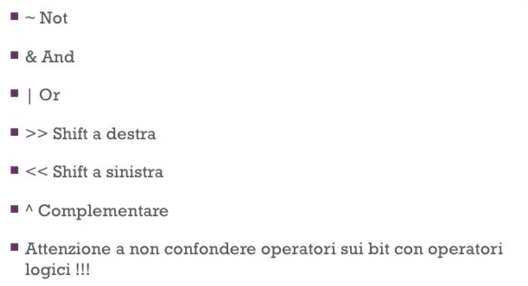 ~ Not
& And
| Or
>> Shift a destra
<< Shift a sinistra
^ Complementare
Attenzione a non confondere operatori sui bit con operatori
logici !!!